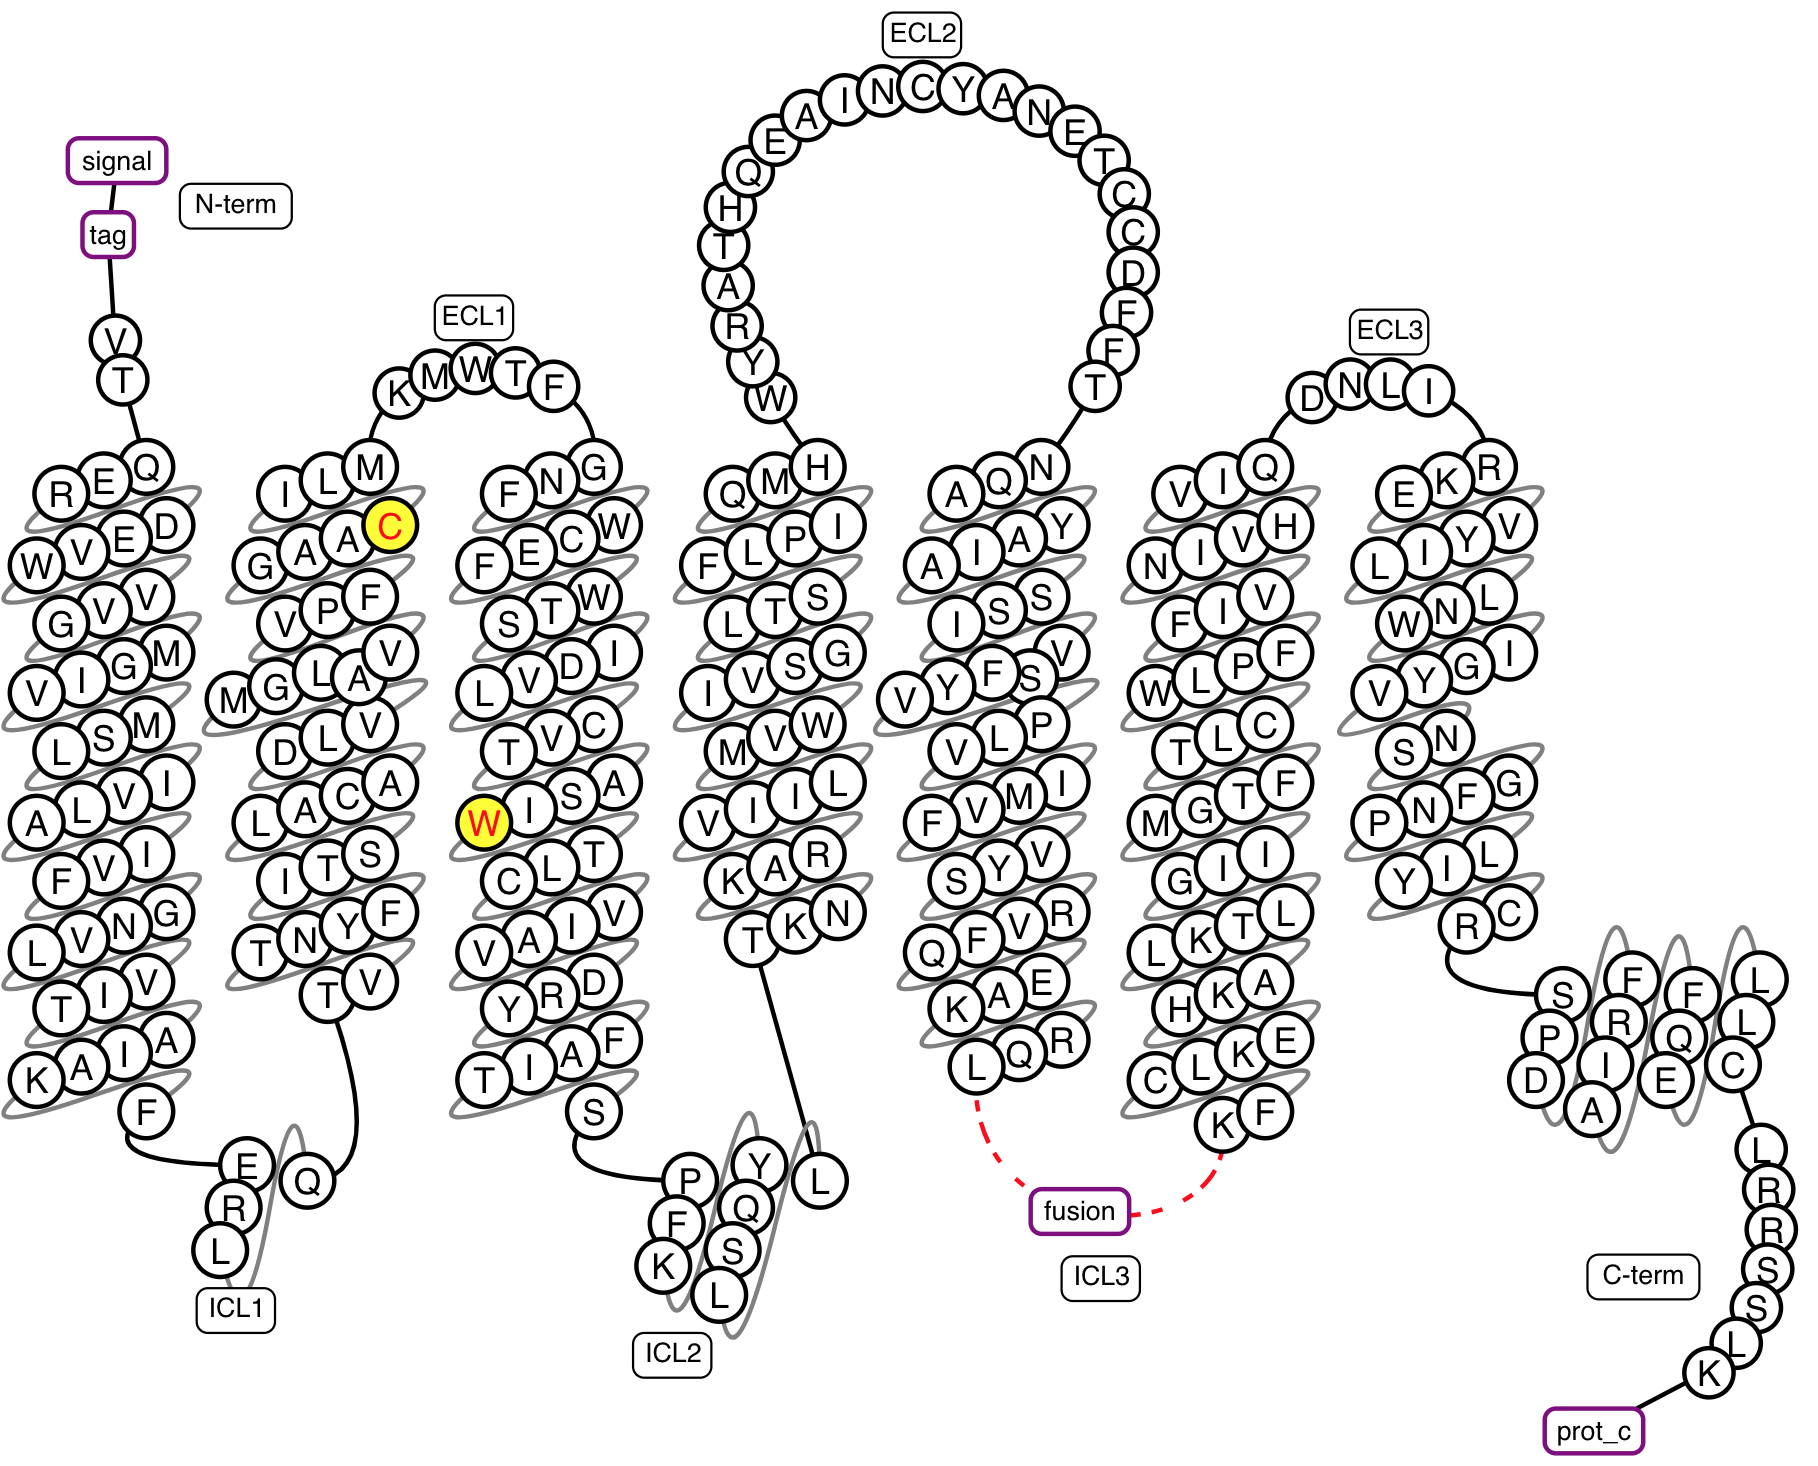 ECL2
signal
N-term
tag
ECL1
ECL3
V
T
K M W T F
W Y R A T H Q E A I N C Y A N E T C C D F F T
D N L I
R E Q
W V E D
G V V
V I G M
L S M
A L V I
F V I
L V N G
T I V
K A I A
F
E
R
L
Q
ICL1
I L M
G A A C
V P F
M G L A V
D L V
L A C A
I T S
T N Y F
T V
F N G
F E C W
S T W
L V D I
T V C
W I S A
C L T
V A I V
Y R D
T I A F
S
P
F
K
Y
Q
S
L
L
ICL2
Q M H
F L P I
L T S
I V S G
M V W
V I I L
K A R
T K N
A Q N
A I A Y
I S S
V Y F S V
V L P
F V M I
S Y V
Q F V R
K A E
L Q R
fusion
ICL3
V I Q
N I V H
F I V
W L P F
T L C
M G T F
G I I
L K T L
H K A
C L K E
K F
E K R
L I Y V
W N L
V Y G I
S N
P N F G
Y I L
R C
S
P
D
F
R
I
A
F
Q
E
L
L
C
L
R
R
S
S
L
K
C-term
prot_c